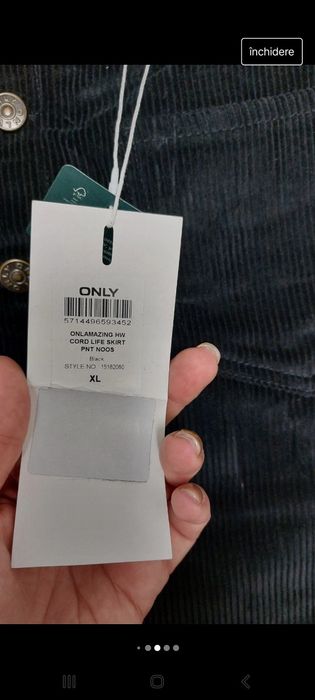 închidere
ONLY
5714496593452
ONLAMAZING HW
CORD LIFE SKIRT
PNT NOOS
Black
STYLE NO : 15182080
XL